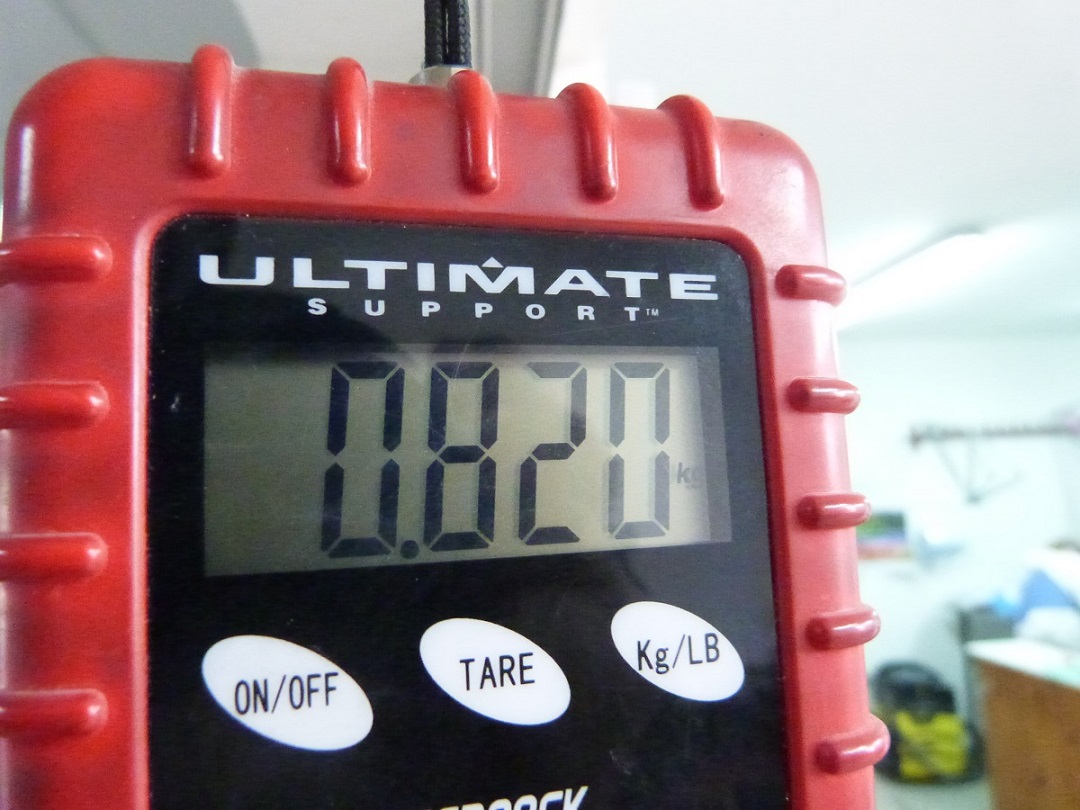 ULTIMATE
SUPPORT™
0.820 kg
ON/OFF TARE Kg/LB